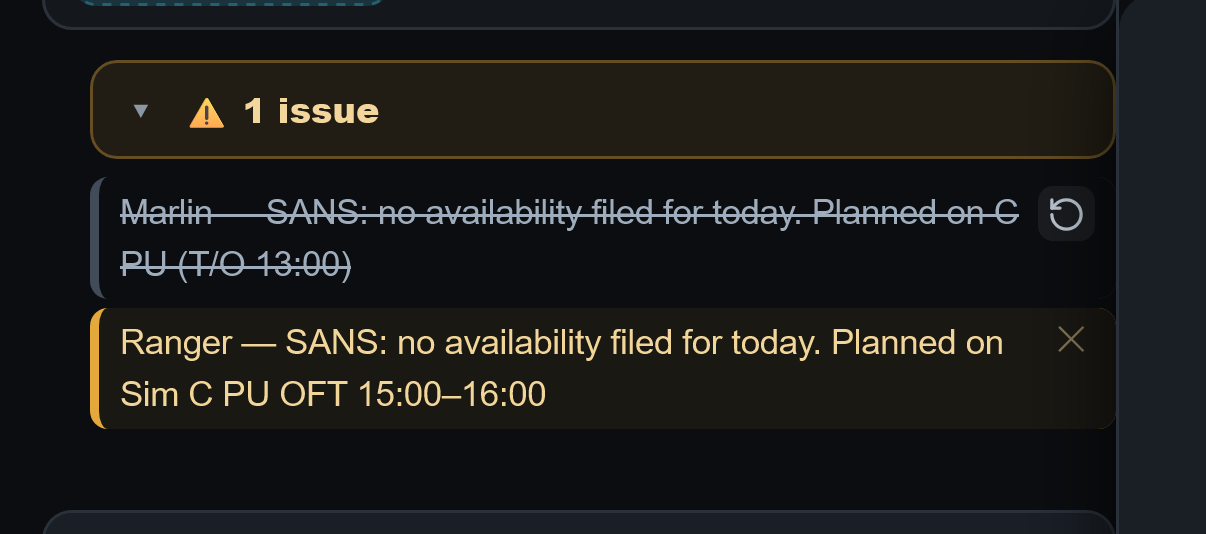 1 issue
Marlin — SANS: no availability filed for today. Planned on C
PU (T/O 13:00)
Ranger — SANS: no availability filed for today. Planned on
Sim C PU OFT 15:00–16:00